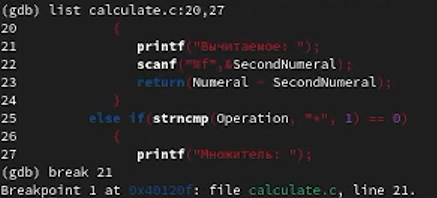 (gdb) list calculate.c:20,27
20 {
21 printf("Вычитаемое: ");
22 scanf("%f",&SecondNumeral);
23 return(Numeral - SecondNumeral);
24 }
25 else if(strncmp(Operation, "*", 1) == 0)
26 {
27 printf("Множитель: ");
(gdb) break 21
Breakpoint 1 at 0x40120f: file calculate.c, line 21.